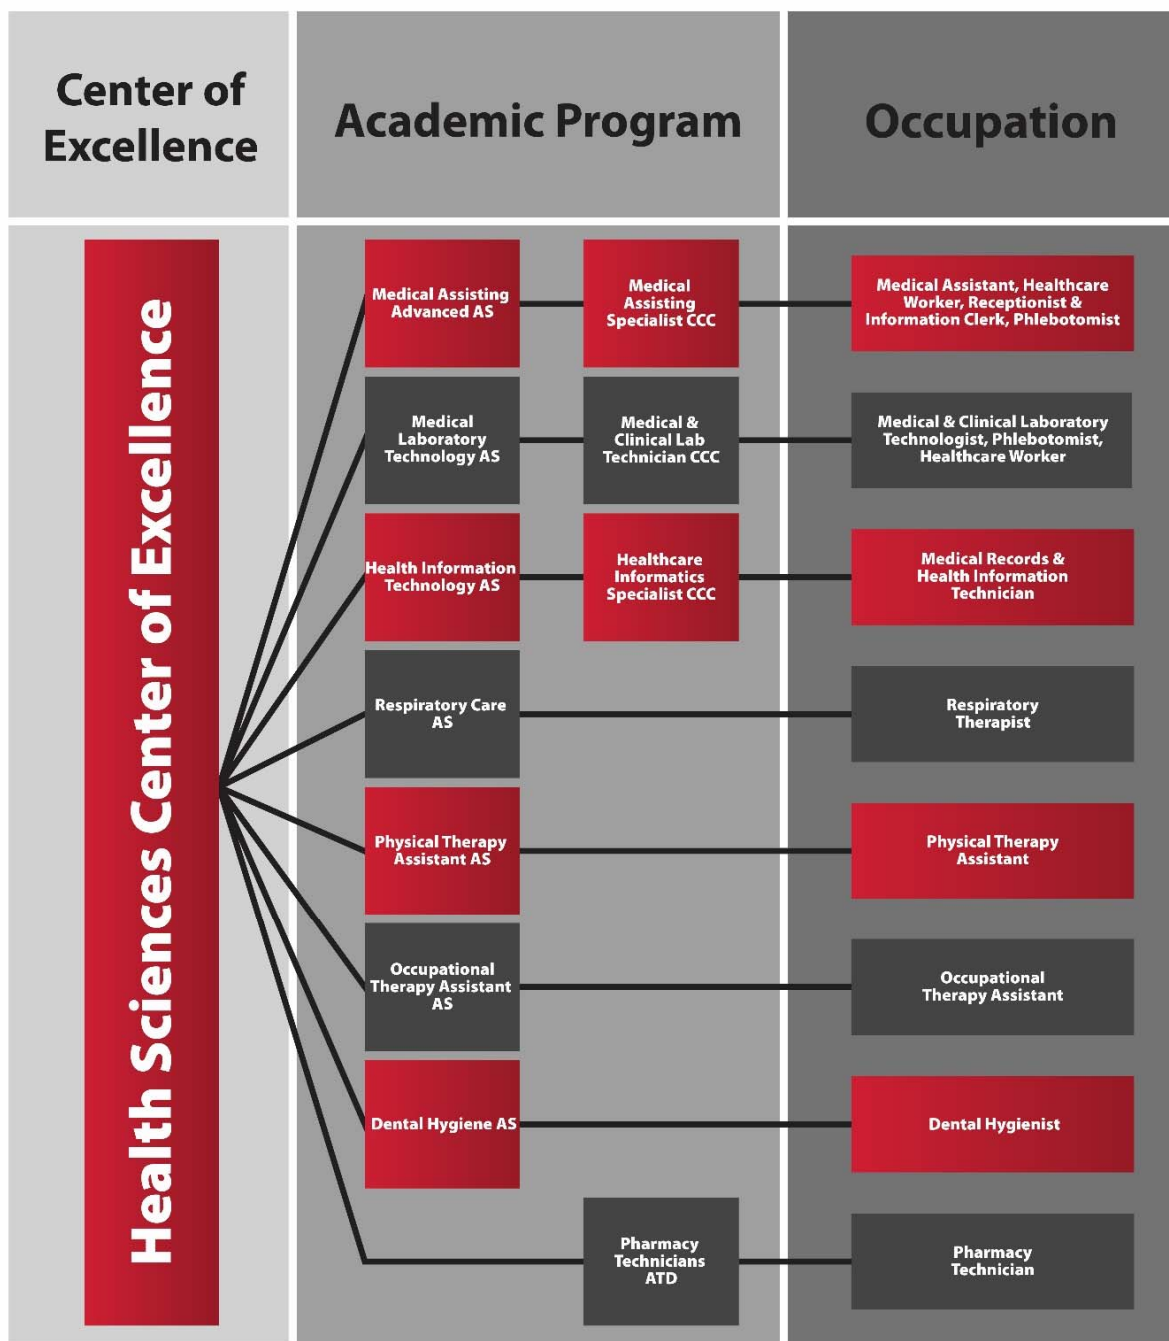 Center of
Excellence
Academic Program
Occupation
Health Sciences Center of Excellence
Medical Assisting
Advanced AS
Medical
Assisting
Specialist CCC
Medical Assistant, Healthcare
Worker, Receptionist &
Information Clerk, Phlebotomist
Medical
Laboratory
Technology AS
Medical &
Clinical Lab
Technician CCC
Medical & Clinical Laboratory
Technologist, Phlebotomist,
Healthcare Worker
Health Information
Technology AS
Healthcare
Informatics
Specialist CCC
Medical Records &
Health Information
Technician
Respiratory Care
AS
Respiratory
Therapist
Physical Therapy
Assistant AS
Physical Therapy
Assistant
Occupational
Therapy Assistant
AS
Occupational
Therapy Assistant
Dental Hygiene AS
Dental Hygienist
Pharmacy
Technicians
ATD
Pharmacy
Technician